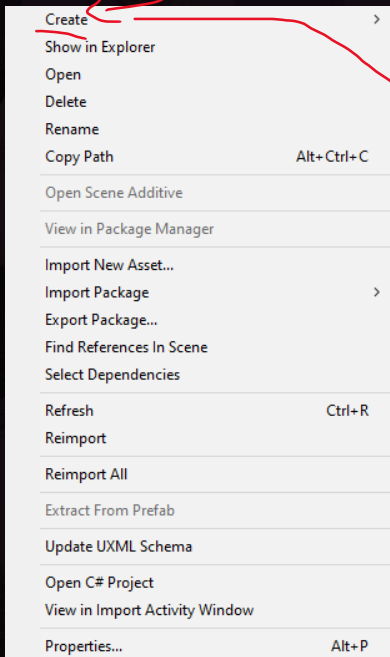 Create
Show in Explorer
Open
Delete
Rename
Copy Path Alt+Ctrl+C
Open Scene Additive
View in Package Manager
Import New Asset...
Import Package
Export Package...
Find References In Scene
Select Dependencies
Refresh Ctrl+R
Reimport
Reimport All
Extract From Prefab
Update UXML Schema
Open C# Project
View in Import Activity Window
Properties... Alt+P